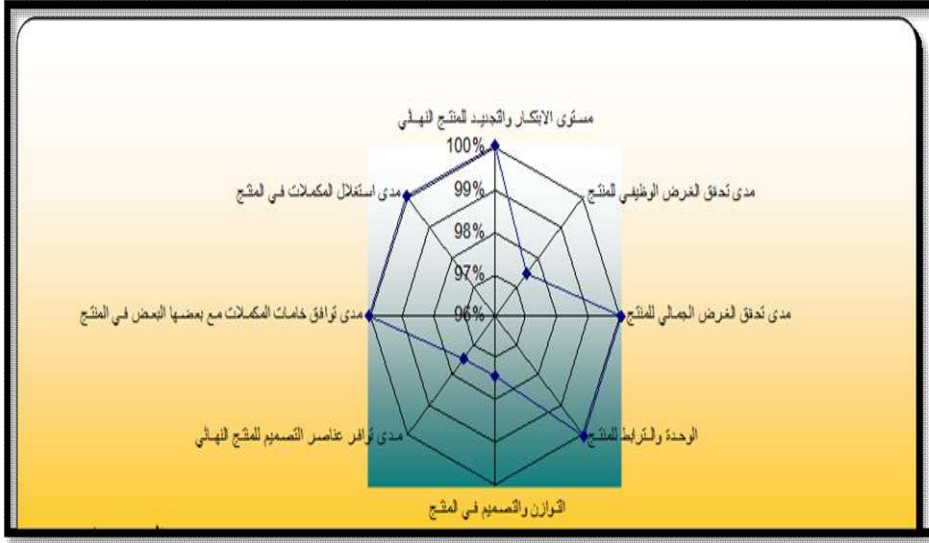 مستوى الابتكار والتجديد للمنتج النهائي
100%
مدى تحقق الغرض الوظيفي للمنتج
مدى استغلال المكملات في المنتج
99%
98%
97%
96%
مدى تحقق الغرض الجمالي للمنتج
مدى توافق خامات المكملات مع بعضها البعض في المنتج
الوحدة والترابط للمنتج
مدى توافر عناصر التصميم للمنتج النهائي
التوازن والتصميم في المنتج